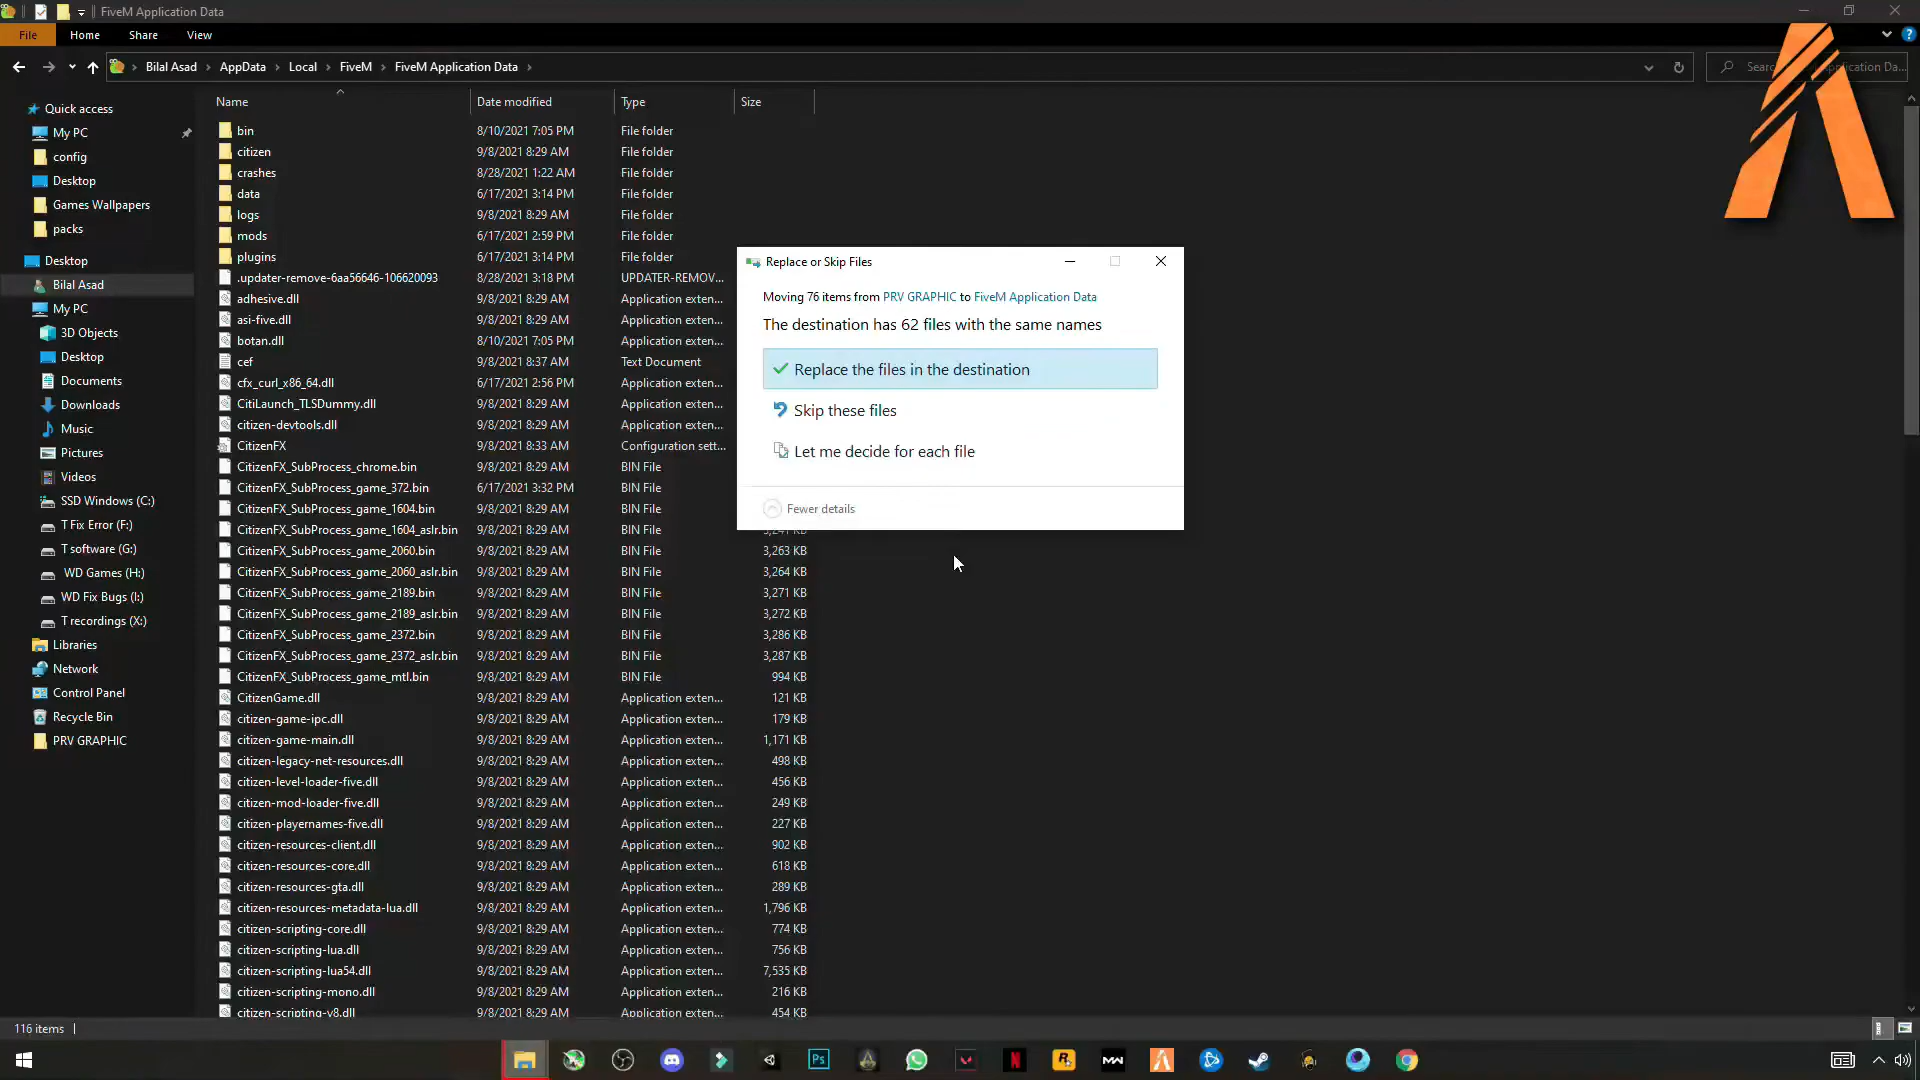 FiveM Application Data
File Home Share View
Bilal Asad AppData Local FiveM FiveM Application Data
Name Date modified Type Size
Quick access
My PC
config
Desktop
Games Wallpapers
packs
Desktop
Bilal Asad
My PC
3D Objects
Desktop
Documents
Downloads
Music
Pictures
Videos
SSD Windows (C:)
T Fix Error (F:)
T software (G:)
WD Games (H:)
WD Fix Bugs (I:)
T recordings (X:)
Libraries
Network
Control Panel
Recycle Bin
PRV GRAPHIC
bin 8/10/2021 7:05 PM File folder
citizen 9/8/2021 8:29 AM File folder
crashes 8/28/2021 1:22 AM File folder
data 6/17/2021 3:14 PM File folder
logs 9/8/2021 8:29 AM File folder
mods 6/17/2021 2:59 PM File folder
plugins 6/17/2021 3:14 PM File folder
.updater-remove-6aa56646-106620093 8/28/2021 3:18 PM UPDATER-REMOV...
adhesive.dll 9/8/2021 8:29 AM Application exten...
asi-five.dll 9/8/2021 8:29 AM Application exten...
botan.dll 8/10/2021 7:05 PM Application exten...
cef 9/8/2021 8:37 AM Text Document
cfx_curl_x86_64.dll 6/17/2021 2:56 PM Application exten...
CitiLaunch_TLSDummy.dll 9/8/2021 8:29 AM Application exten...
citizen-devtools.dll 9/8/2021 8:29 AM Application exten...
CitizenFX 9/8/2021 8:33 AM Configuration sett...
CitizenFX_SubProcess_chrome.bin 9/8/2021 8:29 AM BIN File
CitizenFX_SubProcess_game_372.bin 6/17/2021 3:32 PM BIN File
CitizenFX_SubProcess_game_1604.bin 9/8/2021 8:29 AM BIN File
CitizenFX_SubProcess_game_1604_aslr.bin 9/8/2021 8:29 AM BIN File
CitizenFX_SubProcess_game_2060.bin 9/8/2021 8:29 AM BIN File 3,263 KB
CitizenFX_SubProcess_game_2060_aslr.bin 9/8/2021 8:29 AM BIN File 3,264 KB
CitizenFX_SubProcess_game_2189.bin 9/8/2021 8:29 AM BIN File 3,271 KB
CitizenFX_SubProcess_game_2189_aslr.bin 9/8/2021 8:29 AM BIN File 3,272 KB
CitizenFX_SubProcess_game_2372.bin 9/8/2021 8:29 AM BIN File 3,286 KB
CitizenFX_SubProcess_game_2372_aslr.bin 9/8/2021 8:29 AM BIN File 3,287 KB
CitizenFX_SubProcess_game_mtl.bin 9/8/2021 8:29 AM BIN File 994 KB
CitizenGame.dll 9/8/2021 8:29 AM Application exten... 121 KB
citizen-game-ipc.dll 9/8/2021 8:29 AM Application exten... 179 KB
citizen-game-main.dll 9/8/2021 8:29 AM Application exten... 1,171 KB
citizen-legacy-net-resources.dll 9/8/2021 8:29 AM Application exten... 498 KB
citizen-level-loader-five.dll 9/8/2021 8:29 AM Application exten... 456 KB
citizen-mod-loader-five.dll 9/8/2021 8:29 AM Application exten... 249 KB
citizen-playernames-five.dll 9/8/2021 8:29 AM Application exten... 227 KB
citizen-resources-client.dll 9/8/2021 8:29 AM Application exten... 902 KB
citizen-resources-core.dll 9/8/2021 8:29 AM Application exten... 618 KB
citizen-resources-gta.dll 9/8/2021 8:29 AM Application exten... 289 KB
citizen-resources-metadata-lua.dll 9/8/2021 8:29 AM Application exten... 1,796 KB
citizen-scripting-core.dll 9/8/2021 8:29 AM Application exten... 774 KB
citizen-scripting-lua.dll 9/8/2021 8:29 AM Application exten... 756 KB
citizen-scripting-lua54.dll 9/8/2021 8:29 AM Application exten... 7,535 KB
citizen-scripting-mono.dll 9/8/2021 8:29 AM Application exten... 216 KB
citizen-scripting-v8.dll 9/8/2021 8:29 AM Application exten... 454 KB
Replace or Skip Files
Moving 76 items from PRV GRAPHIC to FiveM Application Data
The destination has 62 files with the same names
Replace the files in the destination
Skip these files
Let me decide for each file
Fewer details
116 items
Ps
MW